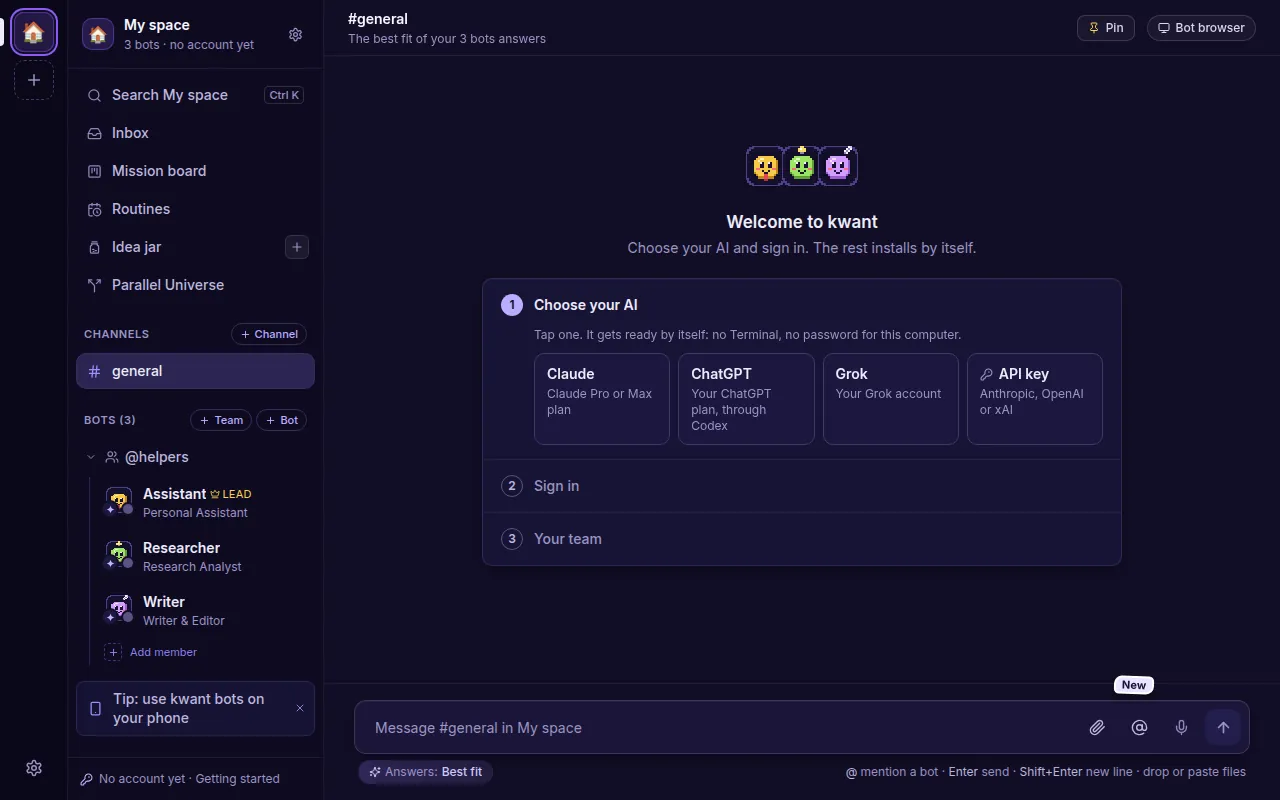 My space
3 bots · no account yet
Search My space
Ctrl K
Inbox
Mission board
Routines
Idea jar
Parallel Universe
CHANNELS
+ Channel
# general
BOTS (3)
+ Team
+ Bot
@helpers
Assistant
LEAD
Personal Assistant
Researcher
Research Analyst
Writer
Writer & Editor
+ Add member
Tip: use kwant bots on
your phone
No account yet · Getting started
#general
The best fit of your 3 bots answers
Pin
Bot browser
Welcome to kwant
Choose your AI and sign in. The rest installs by itself.
1 Choose your AI
Tap one. It gets ready by itself: no Terminal, no password for this computer.
Claude
Claude Pro or Max
plan
ChatGPT
Your ChatGPT
plan, through
Codex
Grok
Your Grok account
API key
Anthropic, OpenAI
or xAI
2 Sign in
3 Your team
New
Message #general in My space
Answers: Best fit
@ mention a bot · Enter send · Shift+Enter new line · drop or paste files